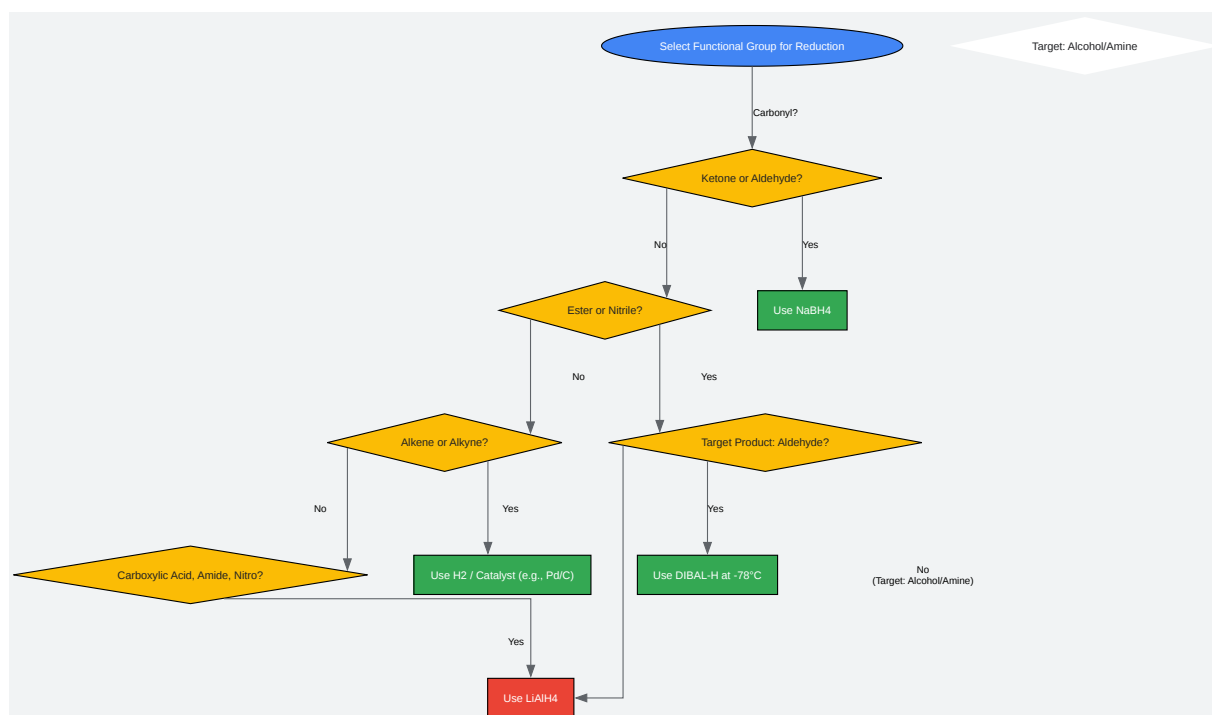 Select Functional Group for Reduction
Target: Alcohol/Amine
Carbonyl?
Ketone or Aldehyde?
No
Yes
Ester or Nitrile?
Use NaBH4
No
Yes
Alkene or Alkyne?
Target Product: Aldehyde?
No
Yes
Yes
Carboxylic Acid, Amide, Nitro?
Use H2 / Catalyst (e.g., Pd/C)
Use DIBAL-H at -78°C
No
(Target: Alcohol/Amine)
Yes
Use LiAlH4